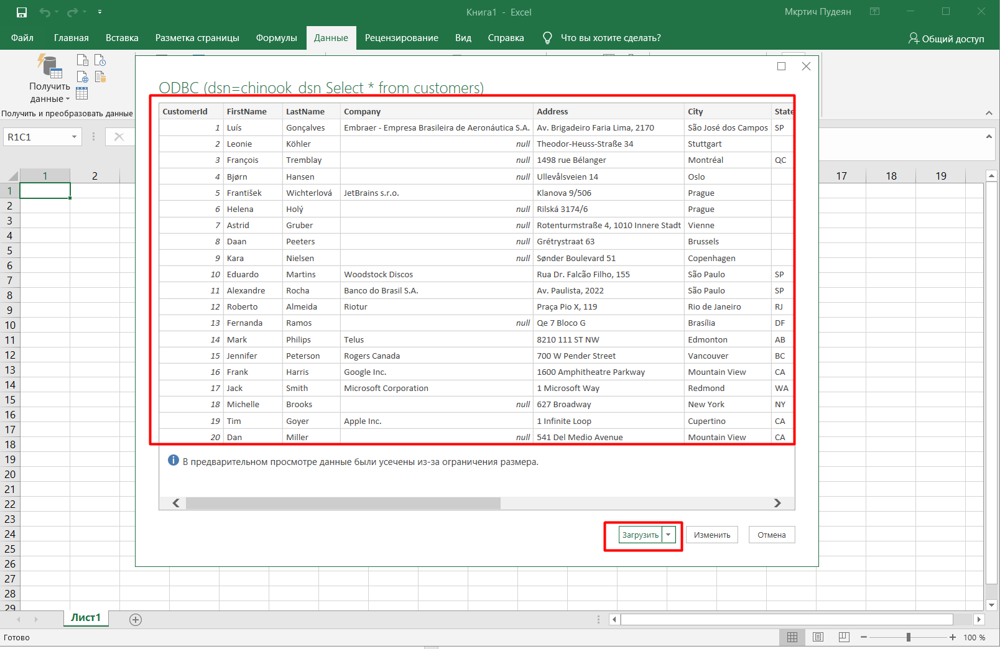 Книга1 - Excel
Мкртич Пудеян
Файл Главная Вставка Разметка страницы Формулы Данные Рецензирование Вид Справка Что вы хотите сделать? Общий доступ
Получить
данные
Получить и преобразовать данные
R1C1
ODBC (dsn=chinook_dsn Select * from customers)
CustomerId FirstName LastName Company Address City State
1 Luís Gonçalves Embraer - Empresa Brasileira de Aeronáutica S.A. Av. Brigadeiro Faria Lima, 2170 São José dos Campos SP
2 Leonie Köhler null Theodor-Heuss-Straße 34 Stuttgart
3 François Tremblay null 1498 rue Bélanger Montréal QC
4 Bjørn Hansen null Ullevålsveien 14 Oslo
5 František Wichterlová JetBrains s.r.o. Klanova 9/506 Prague
6 Helena Holý null Rilská 3174/6 Prague
7 Astrid Gruber null Rotenturmstraße 4, 1010 Innere Stadt Vienne
8 Daan Peeters null Grétrystraat 63 Brussels
9 Kara Nielsen null Sønder Boulevard 51 Copenhagen
10 Eduardo Martins Woodstock Discos Rua Dr. Falcão Filho, 155 São Paulo SP
11 Alexandre Rocha Banco do Brasil S.A. Av. Paulista, 2022 São Paulo SP
12 Roberto Almeida Riotur Praça Pio X, 119 Rio de Janeiro RJ
13 Fernanda Ramos null Qe 7 Bloco G Brasília DF
14 Mark Philips Telus 8210 111 ST NW Edmonton AB
15 Jennifer Peterson Rogers Canada 700 W Pender Street Vancouver BC
16 Frank Harris Google Inc. 1600 Amphitheatre Parkway Mountain View CA
17 Jack Smith Microsoft Corporation 1 Microsoft Way Redmond WA
18 Michelle Brooks null 627 Broadway New York NY
19 Tim Goyer Apple Inc. 1 Infinite Loop Cupertino CA
20 Dan Miller null 541 Del Medio Avenue Mountain View CA
В предварительном просмотре данные были усечены из-за ограничения размера.
Загрузить Изменить Отмена
1 2 17 18 19
1
2
3
4
5
6
7
8
9
10
11
12
13
14
15
16
17
18
19
20
21
22
23
24
25
26
27
28
29
Лист1
Готово
100 %